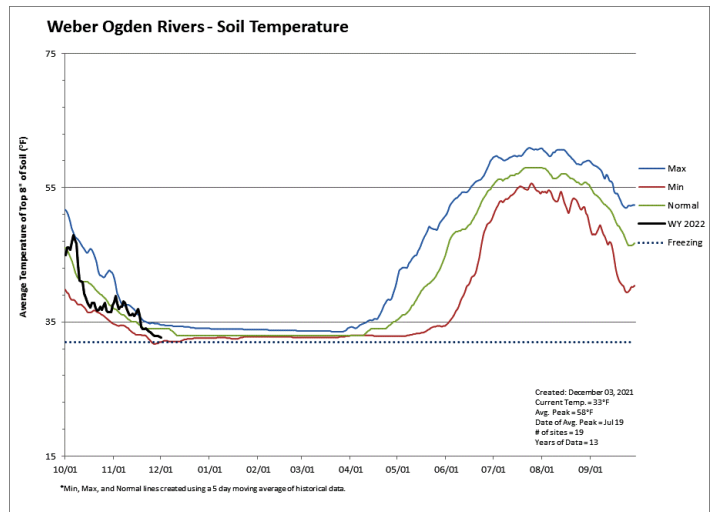 Weber Ogden Rivers - Soil Temperature
Average Temperature of Top 8" of Soil (°F)
75
55
35
15
10/01 11/01 12/01 01/01 02/01 03/01 04/01 05/01 06/01 07/01 08/01 09/01
Max
Min
Normal
WY 2022
Freezing
Created: December 03, 2021
Current Temp. = 33°F
Avg. Peak = 58°F
Date of Avg. Peak = Jul 19
# of sites = 19
Years of Data = 13
*Min, Max, and Normal lines created using a 5 day moving average of historical data.